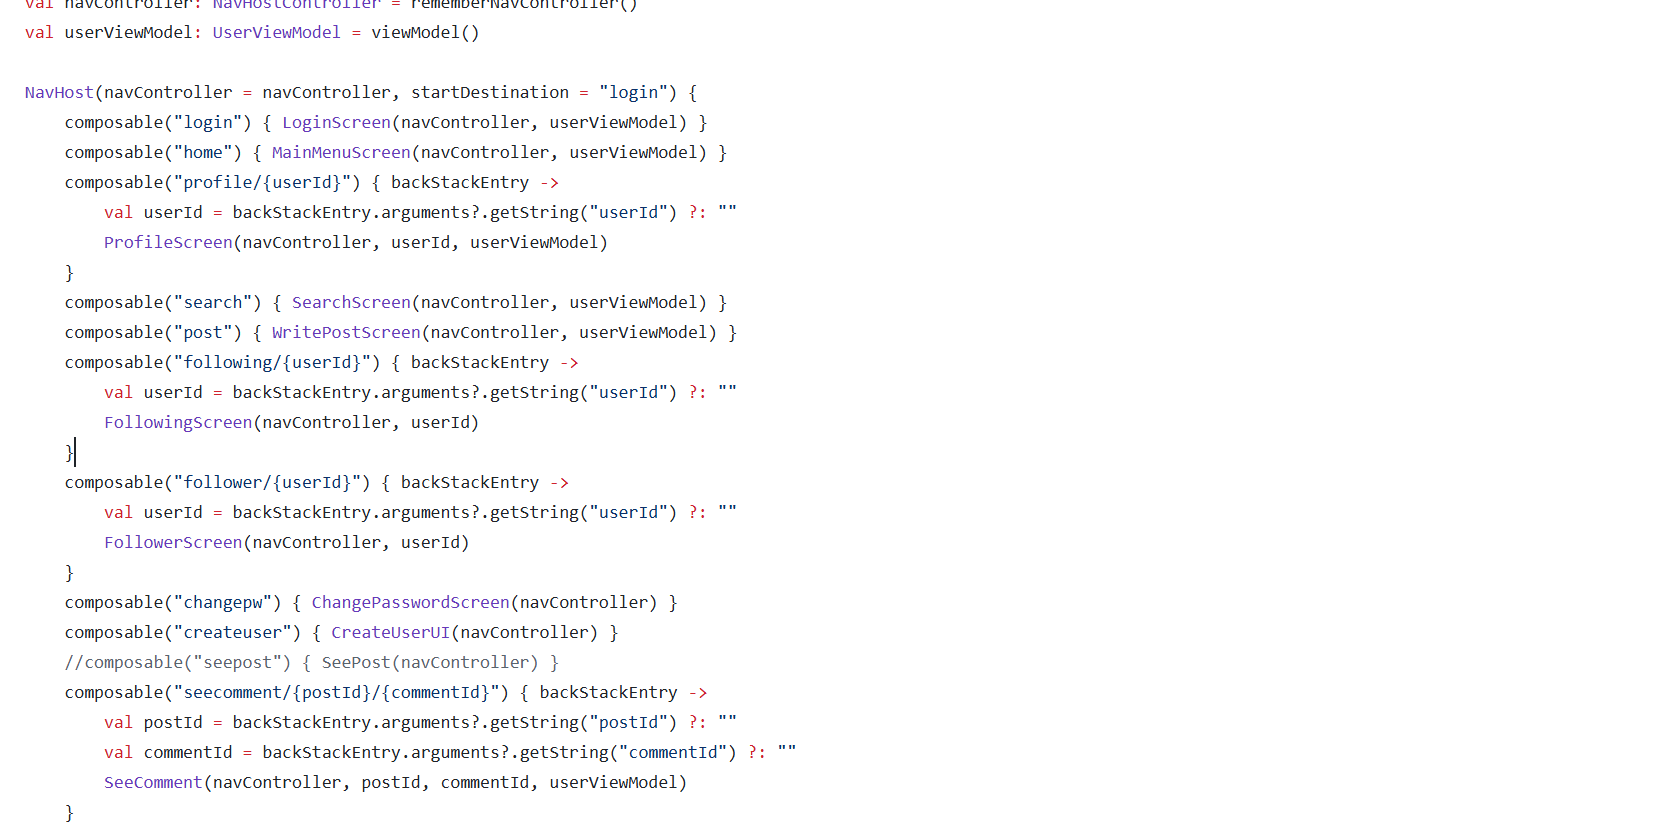 val navController: NavHostController = rememberNavController()
val userViewModel: UserViewModel = viewModel()
NavHost(navController = navController, startDestination = "login") {
    composable("login") { LoginScreen(navController, userViewModel) }
    composable("home") { MainMenuScreen(navController, userViewModel) }
    composable("profile/{userId}") { backStackEntry ->
        val userId = backStackEntry.arguments?.getString("userId") ?: ""
        ProfileScreen(navController, userId, userViewModel)
    }
    composable("search") { SearchScreen(navController, userViewModel) }
    composable("post") { WritePostScreen(navController, userViewModel) }
    composable("following/{userId}") { backStackEntry ->
        val userId = backStackEntry.arguments?.getString("userId") ?: ""
        FollowingScreen(navController, userId)
    }
    composable("follower/{userId}") { backStackEntry ->
        val userId = backStackEntry.arguments?.getString("userId") ?: ""
        FollowerScreen(navController, userId)
    }
    composable("changepw") { ChangePasswordScreen(navController) }
    composable("createuser") { CreateUserUI(navController) }
    //composable("seepost") { SeePost(navController) }
    composable("seecomment/{postId}/{commentId}") { backStackEntry ->
        val postId = backStackEntry.arguments?.getString("postId") ?: ""
        val commentId = backStackEntry.arguments?.getString("commentId") ?: ""
        SeeComment(navController, postId, commentId, userViewModel)
    }